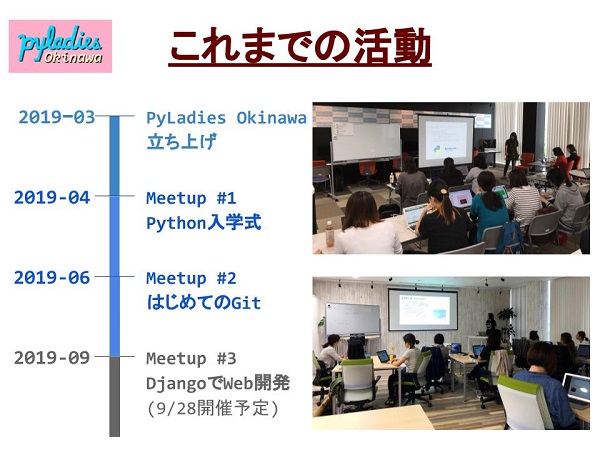 pyladies
Okinawa
これまでの活動
2019-03
PyLadies Okinawa
立ち上げ
2019-04
Meetup #1
Python入学式
2019-06
Meetup #2
はじめてのGit
2019-09
Meetup #3
DjangoでWeb開発
(9/28開催予定)